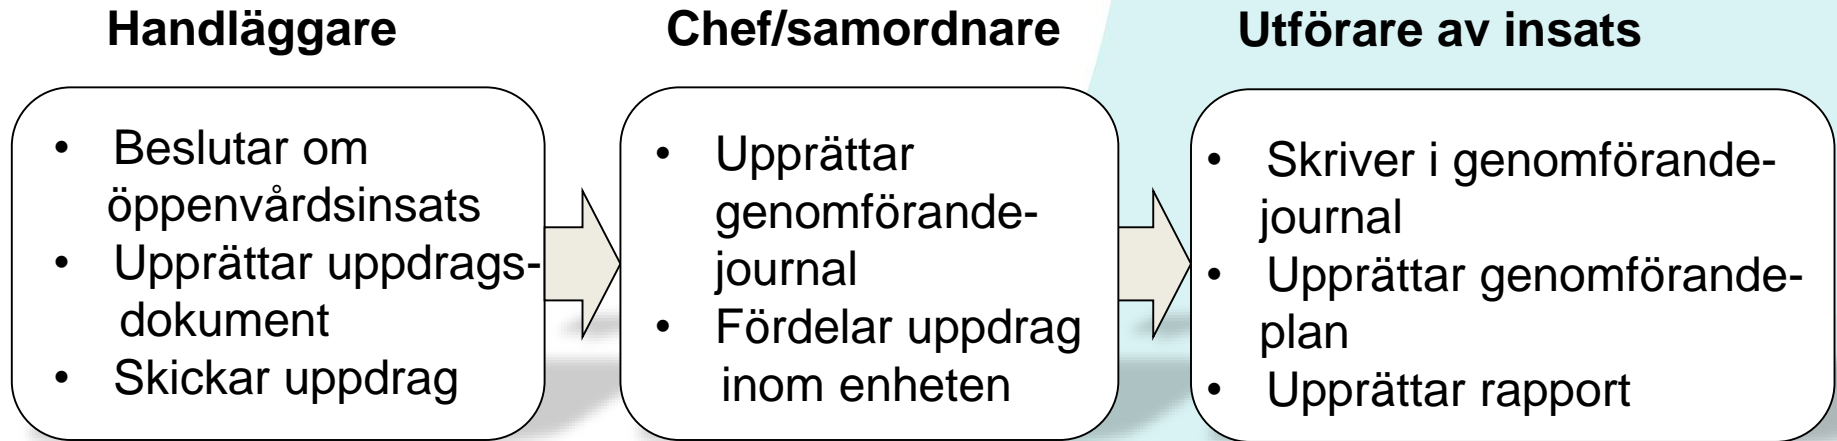 Handläggare
• Beslutar om
öppenvårdsinsats
• Upprättar uppdrags-
dokument
• Skickar uppdrag
Chef/samordnare
• Upprättar
genomförande-
journal
• Fördelar uppdrag
inom enheten
Utförare av insats
• Skriver i genomförande-
journal
• Upprättar genomförande-
plan
• Upprättar rapport